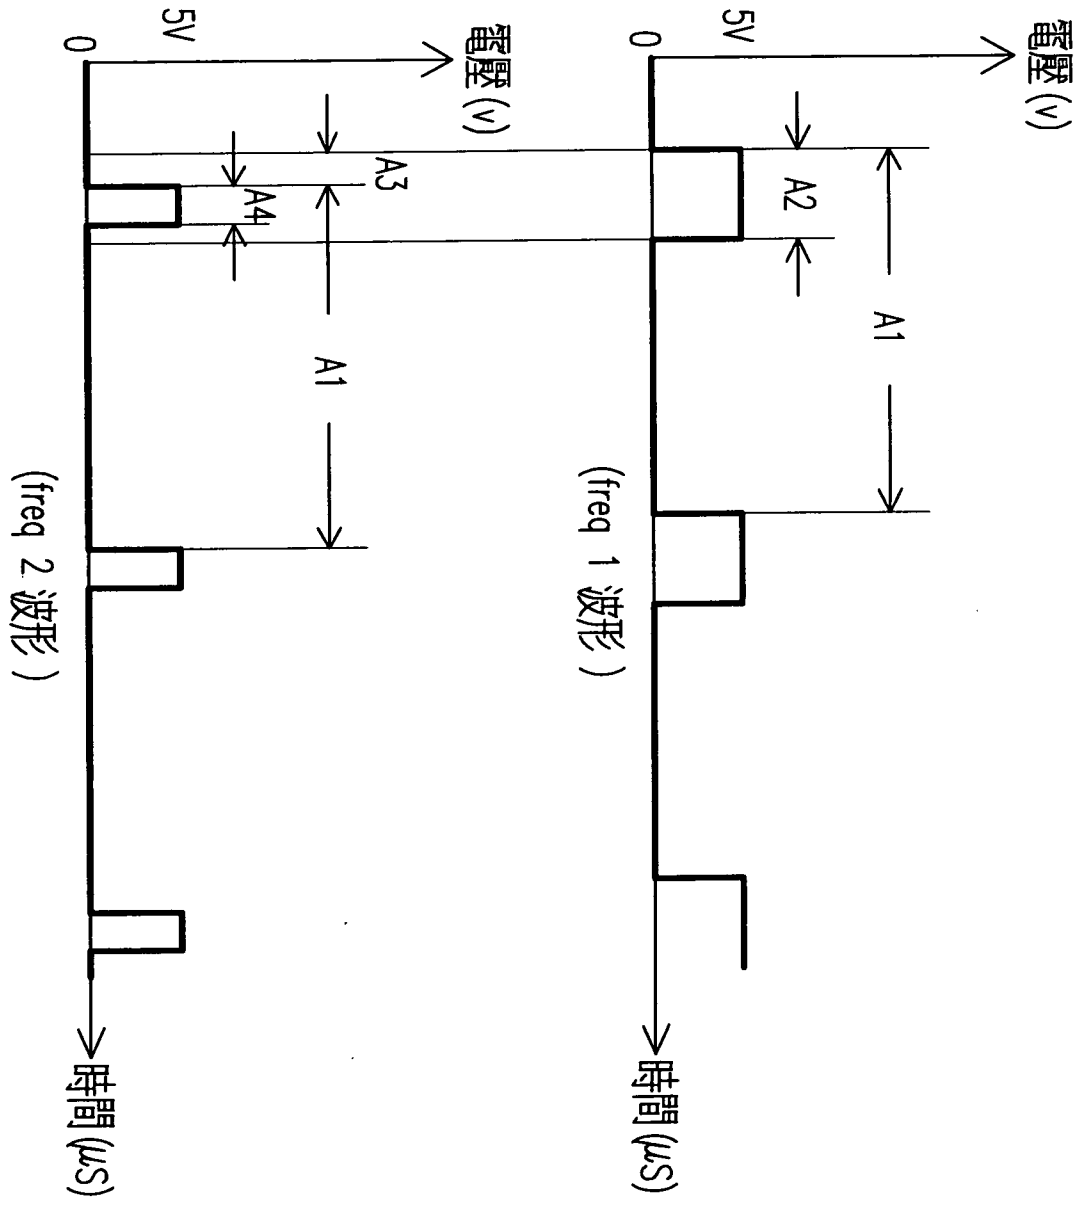 電壓 (v)
5V
0
A1
A2
時間 (μS)
(freq 1 波形 )
電壓 (v)
5V
0
A3
A1
A4
時間 (μS)
(freq 2 波形 )